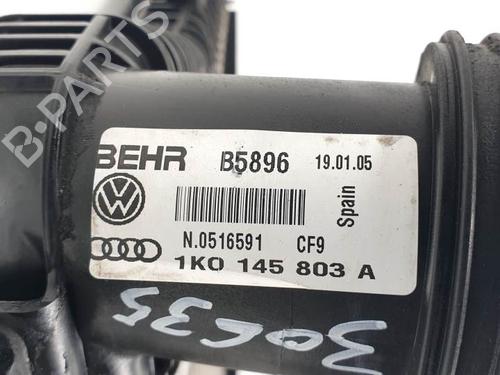 B-PARTS
BEHR B5896 19.01.05
Spain
N.0516591 CF9
1K0 145 803 A
30635